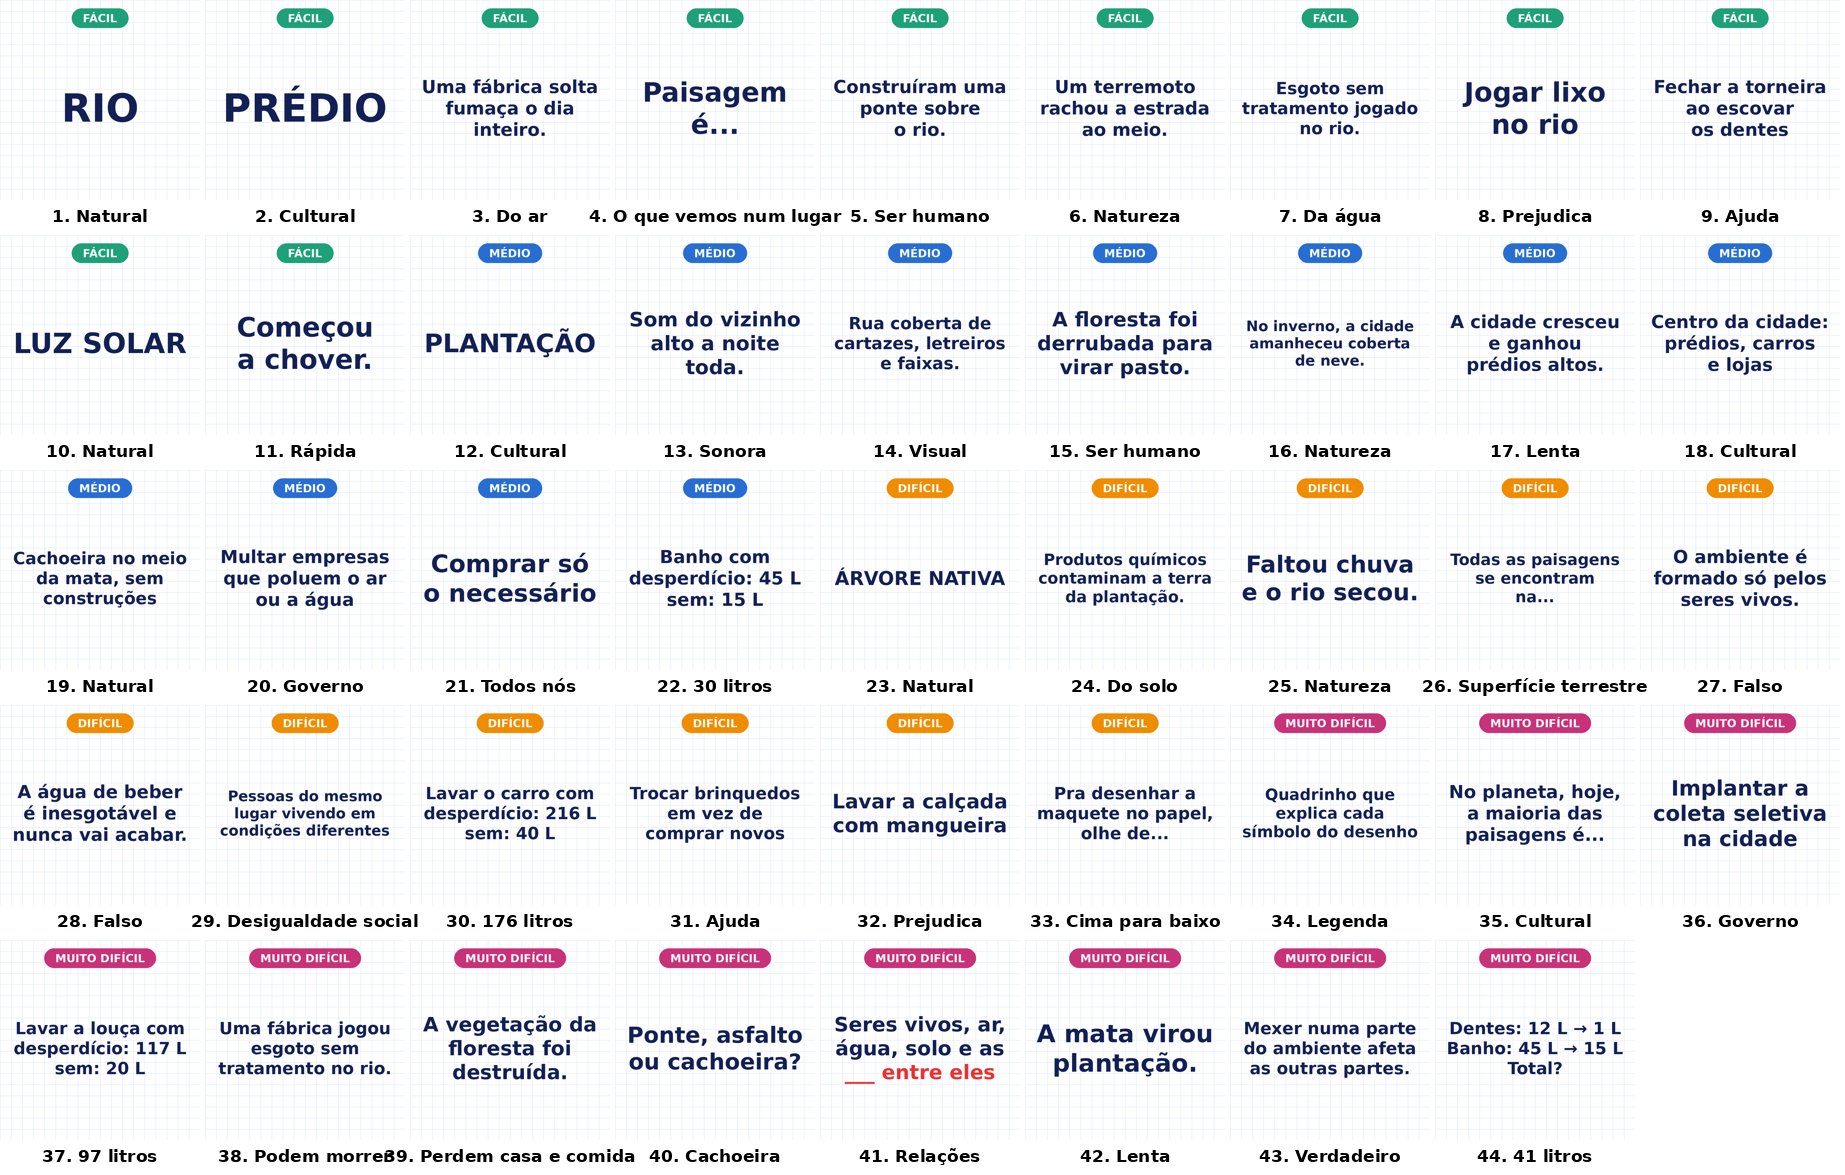 FÁCIL
RIO
1. Natural
FÁCIL
PRÉDIO
2. Cultural
FÁCIL
Uma fábrica solta
fumaça o dia
inteiro.
3. Do ar
FÁCIL
Paisagem
é...
4. O que vemos num lugar
FÁCIL
Construíram uma
ponte sobre
o rio.
5. Ser humano
FÁCIL
Um terremoto
rachou a estrada
ao meio.
6. Natureza
FÁCIL
Esgoto sem
tratamento jogado
no rio.
7. Da água
FÁCIL
Jogar lixo
no rio
8. Prejudica
FÁCIL
Fechar a torneira
ao escovar
os dentes
9. Ajuda
FÁCIL
LUZ SOLAR
10. Natural
FÁCIL
Começou
a chover.
11. Rápida
MÉDIO
PLANTAÇÃO
12. Cultural
MÉDIO
Som do vizinho
alto a noite
toda.
13. Sonora
MÉDIO
Rua coberta de
cartazes, letreiros
e faixas.
14. Visual
MÉDIO
A floresta foi
derrubada para
virar pasto.
15. Ser humano
MÉDIO
No inverno, a cidade
amanheceu coberta
de neve.
16. Natureza
MÉDIO
A cidade cresceu
e ganhou
prédios altos.
17. Lenta
MÉDIO
Centro da cidade:
prédios, carros
e lojas
18. Cultural
MÉDIO
Cachoeira no meio
da mata, sem
construções
19. Natural
MÉDIO
Multar empresas
que poluem o ar
ou a água
20. Governo
MÉDIO
Comprar só
o necessário
21. Todos nós
MÉDIO
Banho com
desperdício: 45 L
sem: 15 L
22. 30 litros
DIFÍCIL
ÁRVORE NATIVA
23. Natural
DIFÍCIL
Produtos químicos
contaminam a terra
da plantação.
24. Do solo
DIFÍCIL
Faltou chuva
e o rio secou.
25. Natureza
DIFÍCIL
Todas as paisagens
se encontram
na...
26. Superfície terrestre
DIFÍCIL
O ambiente é
formado só pelos
seres vivos.
27. Falso
DIFÍCIL
A água de beber
é inesgotável e
nunca vai acabar.
28. Falso
DIFÍCIL
Pessoas do mesmo
lugar vivendo em
condições diferentes
29. Desigualdade social
DIFÍCIL
Lavar o carro com
desperdício: 216 L
sem: 40 L
30. 176 litros
DIFÍCIL
Trocar brinquedos
em vez de
comprar novos
31. Ajuda
DIFÍCIL
Lavar a calçada
com mangueira
32. Prejudica
DIFÍCIL
Pra desenhar a
maquete no papel,
olhe de...
33. Cima para baixo
MUITO DIFÍCIL
Quadrinho que
explica cada
símbolo do desenho
34. Legenda
MUITO DIFÍCIL
No planeta, hoje,
a maioria das
paisagens é...
35. Cultural
MUITO DIFÍCIL
Implantar a
coleta seletiva
na cidade
36. Governo
MUITO DIFÍCIL
Lavar a louça com
desperdício: 117 L
sem: 20 L
37. 97 litros
MUITO DIFÍCIL
Uma fábrica jogou
esgoto sem
tratamento no rio.
38. Podem morrer
MUITO DIFÍCIL
A vegetação da
floresta foi
destruída.
39. Perdem casa e comida
MUITO DIFÍCIL
Ponte, asfalto
ou cachoeira?
40. Cachoeira
MUITO DIFÍCIL
Seres vivos, ar,
água, solo e as
___ entre eles
41. Relações
MUITO DIFÍCIL
A mata virou
plantação.
42. Lenta
MUITO DIFÍCIL
Mexer numa parte
do ambiente afeta
as outras partes.
43. Verdadeiro
MUITO DIFÍCIL
Dentes: 12 L → 1 L
Banho: 45 L → 15 L
Total?
44. 41 litros